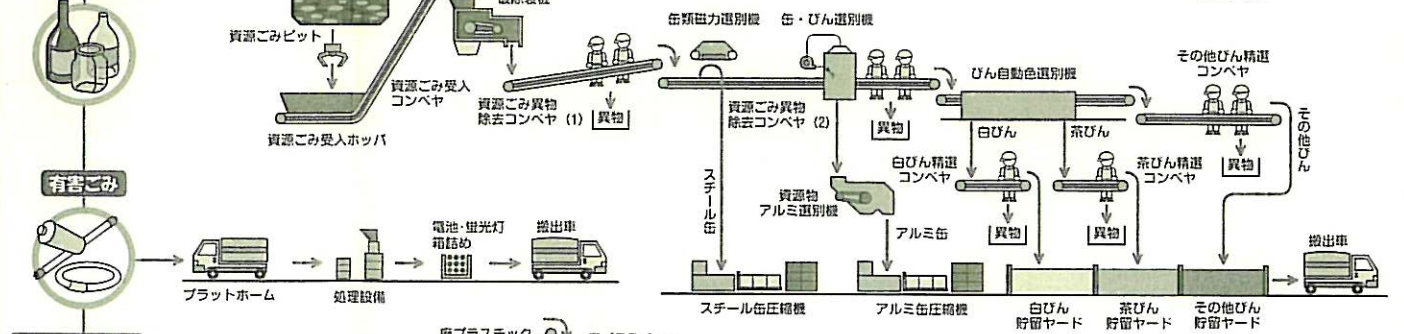 缶類磁力選別機
缶・びん選別機
資源ごみピット
資源ごみ受入
コンベヤ
資源ごみ受入ホッパ
資源ごみ異物
除去コンベヤ（1）
異物
資源ごみ異物
除去コンベヤ（2）
異物
びん自動色選別機
その他びん精選
コンベヤ
異物
その他びん
白びん
茶びん
白びん精選
コンベヤ
異物
茶びん精選
コンベヤ
異物
スチール缶
資源物
アルミ選別機
アルミ缶
有害ごみ
プラットホーム
処理設備
電池・蛍光灯
箱詰め
搬出車
スチール缶圧縮機
アルミ缶圧縮機
白びん
貯留ヤード
茶びん
貯留ヤード
その他びん
貯留ヤード
搬出車